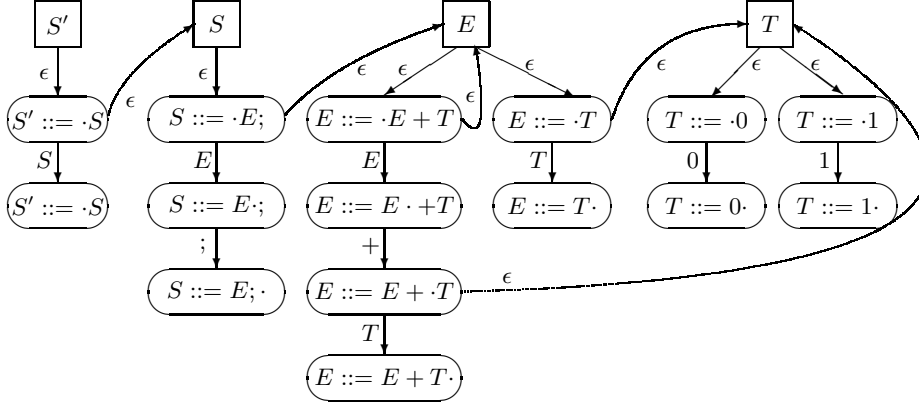 S′ S E T
ϵ ϵ ϵ ϵ ϵ ϵ ϵ ϵ ϵ ϵ ϵ
S′ ::= ·S S ::= ·E; E ::= ·E + T E ::= ·T T ::= ·0 T ::= ·1
S E E T 0 1
S′ ::= ·S S ::= E·; E ::= E · +T E ::= T· T ::= 0· T ::= 1·
; +
S ::= E; · E ::= E + ·T ϵ
T
E ::= E + T·